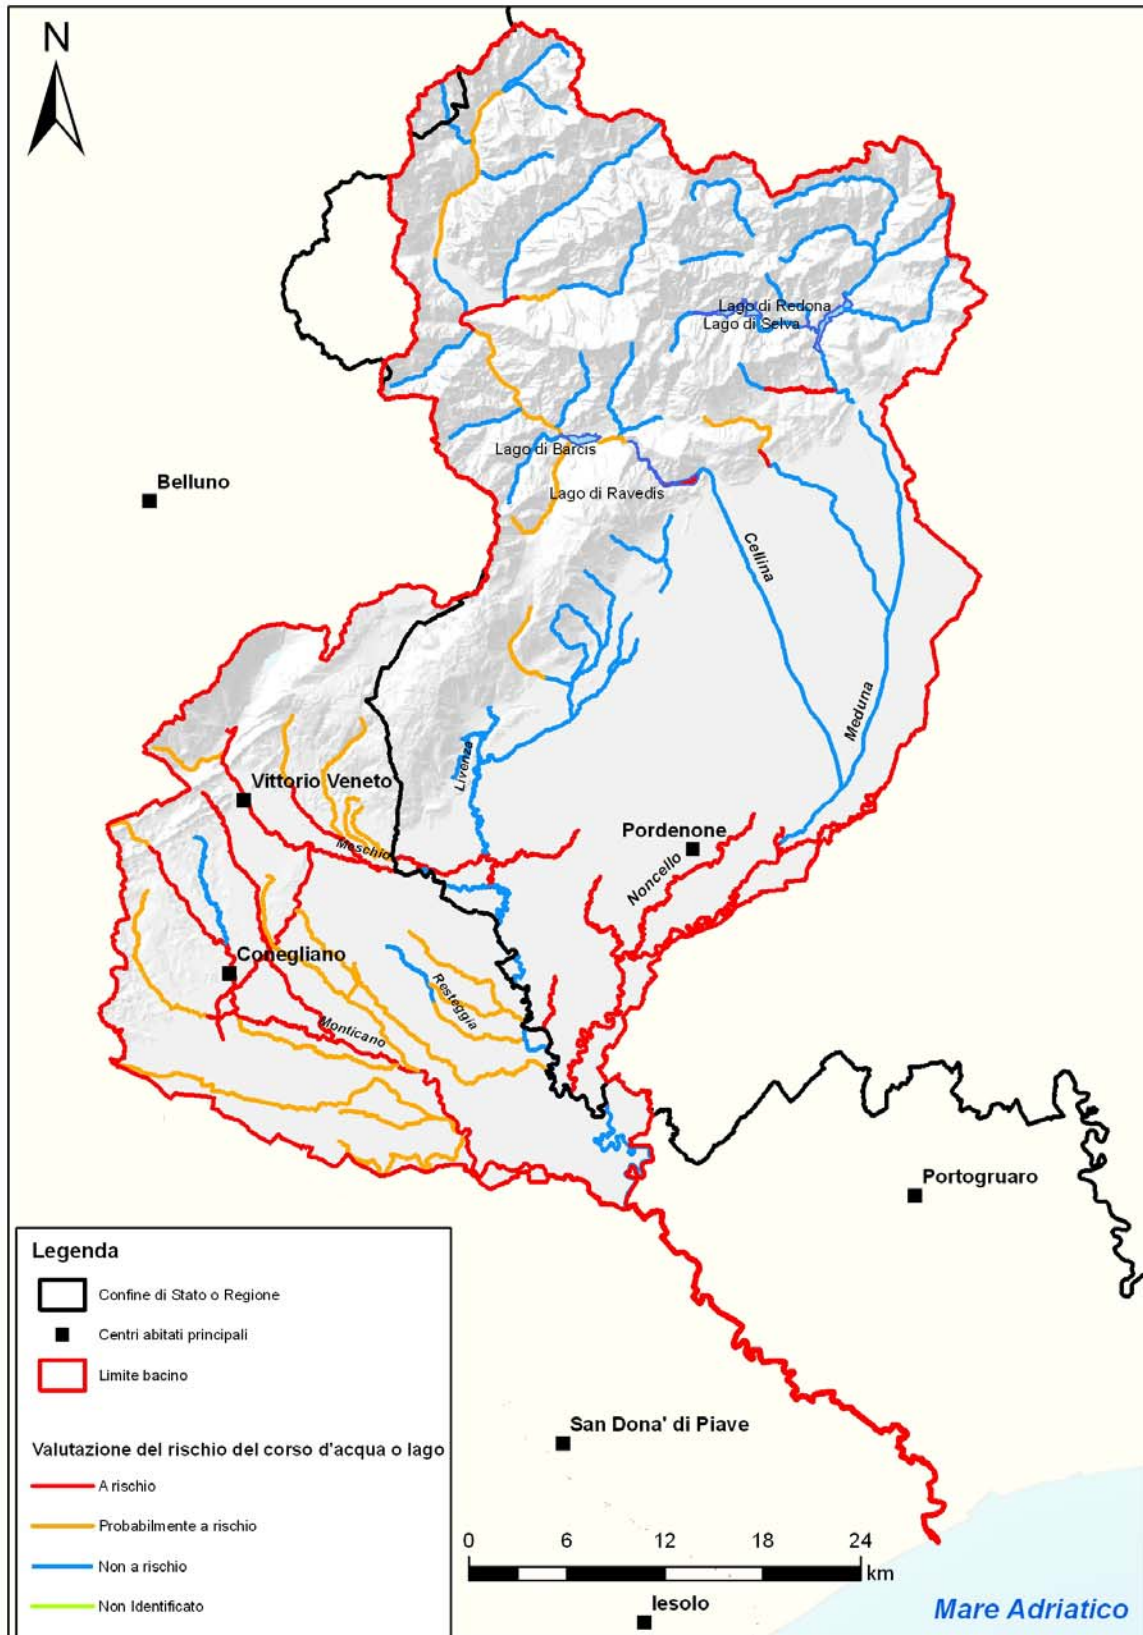 N
Lago di Redona
Lago di Selva
Lago di Barcis
Lago di Ravedis
Belluno
Cellina
Meduna
Livenza
Vittorio Veneto
Meschio
Pordenone
Noncello
Conegliano
Resteggia
Monticano
Portogruaro
San Dona' di Piave
Iesolo
Mare Adriatico
0 6 12 18 24
km
Legenda
Confine di Stato o Regione
Centri abitati principali
Limite bacino
Valutazione del rischio del corso d'acqua o lago
A rischio
Probabilmente a rischio
Non a rischio
Non Identificato